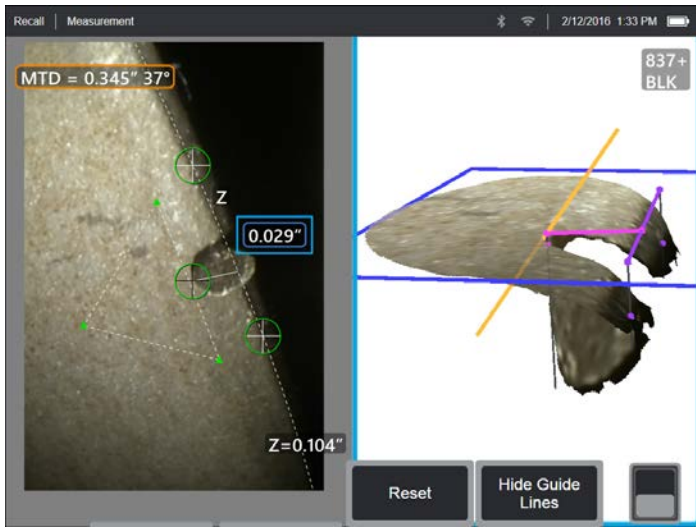 Recall | Measurement
2/12/2016 1:33 PM
MTD = 0.345" 37°
837+
BLK
Z
0.029"
Z=0.104"
Reset
Hide Guide
Lines